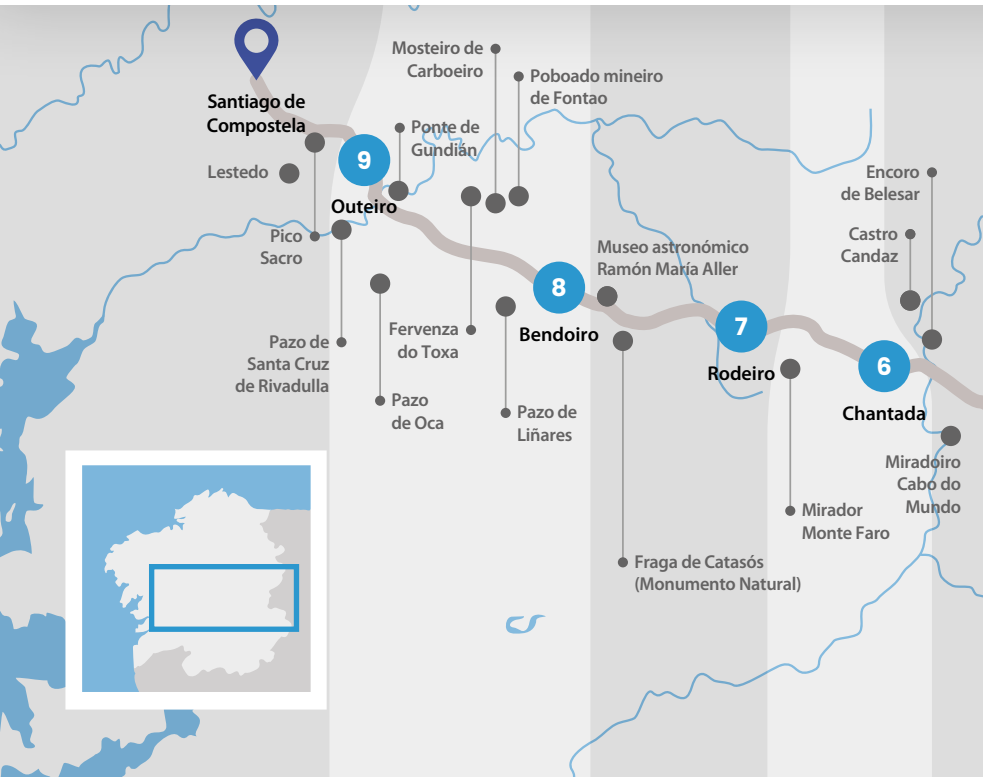 Mosteiro de
Carboeiro
Poboado mineiro
de Fontao
Santiago de
Compostela
Ponte de
Gundián
9
Lestedo
Outeiro
Encoro
de Belesar
Pico
Sacro
Castro
Candaz
Museo astronómico
Ramón María Aller
8
Bendoiro
7
Rodeiro
6
Chantada
Fervenza
do Toxa
Pazo de
Santa Cruz
de Rivadulla
Pazo
de Oca
Pazo de
Liñares
Miradoiro
Cabo do
Mundo
Mirador
Monte Faro
Fraga de Catasós
(Monumento Natural)